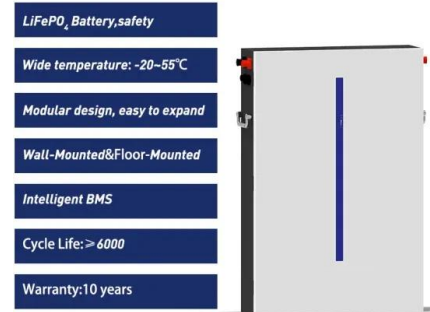 LiFePO₄ Battery,safety
Wide temperature: -20~55℃
Modular design, easy to expand
Wall-Mounted&Floor-Mounted
Intelligent BMS
Cycle Life:≥6000
Warranty:10 years